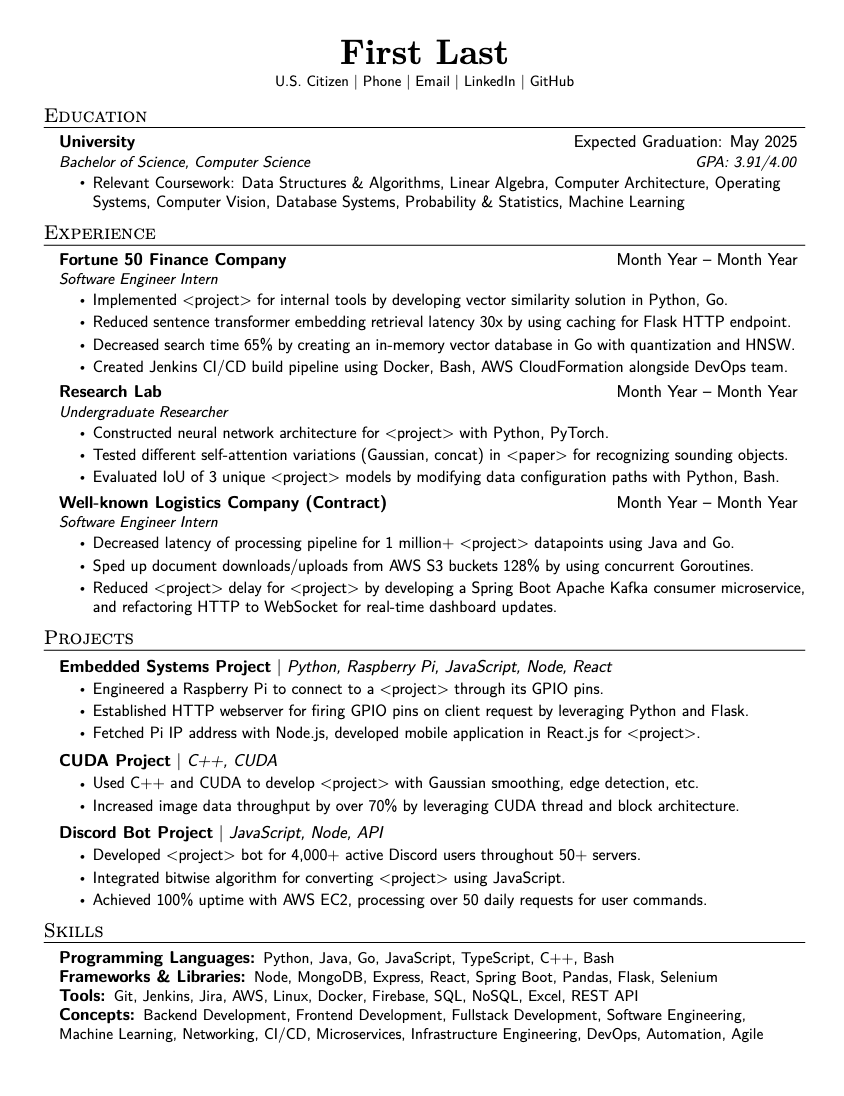 First Last
U.S. Citizen | Phone | Email | LinkedIn | GitHub
Education
University Expected Graduation: May 2025
Bachelor of Science, Computer Science GPA: 3.91/4.00
• Relevant Coursework: Data Structures & Algorithms, Linear Algebra, Computer Architecture, Operating
Systems, Computer Vision, Database Systems, Probability & Statistics, Machine Learning
Experience
Fortune 50 Finance Company Month Year – Month Year
Software Engineer Intern
• Implemented <project> for internal tools by developing vector similarity solution in Python, Go.
• Reduced sentence transformer embedding retrieval latency 30x by using caching for Flask HTTP endpoint.
• Decreased search time 65% by creating an in-memory vector database in Go with quantization and HNSW.
• Created Jenkins CI/CD build pipeline using Docker, Bash, AWS CloudFormation alongside DevOps team.
Research Lab Month Year – Month Year
Undergraduate Researcher
• Constructed neural network architecture for <project> with Python, PyTorch.
• Tested different self-attention variations (Gaussian, concat) in <paper> for recognizing sounding objects.
• Evaluated IoU of 3 unique <project> models by modifying data configuration paths with Python, Bash.
Well-known Logistics Company (Contract) Month Year – Month Year
Software Engineer Intern
• Decreased latency of processing pipeline for 1 million+ <project> datapoints using Java and Go.
• Sped up document downloads/uploads from AWS S3 buckets 128% by using concurrent Goroutines.
• Reduced <project> delay for <project> by developing a Spring Boot Apache Kafka consumer microservice,
and refactoring HTTP to WebSocket for real-time dashboard updates.
Projects
Embedded Systems Project | Python, Raspberry Pi, JavaScript, Node, React
• Engineered a Raspberry Pi to connect to a <project> through its GPIO pins.
• Established HTTP webserver for firing GPIO pins on client request by leveraging Python and Flask.
• Fetched Pi IP address with Node.js, developed mobile application in React.js for <project>.
CUDA Project | C++, CUDA
• Used C++ and CUDA to develop <project> with Gaussian smoothing, edge detection, etc.
• Increased image data throughput by over 70% by leveraging CUDA thread and block architecture.
Discord Bot Project | JavaScript, Node, API
• Developed <project> bot for 4,000+ active Discord users throughout 50+ servers.
• Integrated bitwise algorithm for converting <project> using JavaScript.
• Achieved 100% uptime with AWS EC2, processing over 50 daily requests for user commands.
Skills
Programming Languages: Python, Java, Go, JavaScript, TypeScript, C++, Bash
Frameworks & Libraries: Node, MongoDB, Express, React, Spring Boot, Pandas, Flask, Selenium
Tools: Git, Jenkins, Jira, AWS, Linux, Docker, Firebase, SQL, NoSQL, Excel, REST API
Concepts: Backend Development, Frontend Development, Fullstack Development, Software Engineering,
Machine Learning, Networking, CI/CD, Microservices, Infrastructure Engineering, DevOps, Automation, Agile